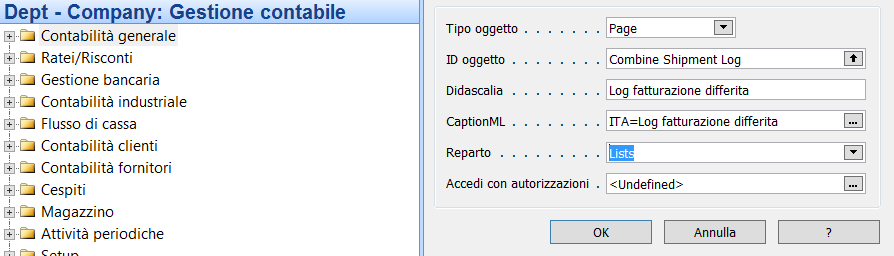 Dept - Company: Gestione contabile
Contabilità generale
Ratei/Risconti
Gestione bancaria
Contabilità industriale
Flusso di cassa
Contabilità clienti
Contabilità fornitori
Cespiti
Magazzino
Attività periodiche
Setup
Tipo oggetto . . . . . . . Page
ID oggetto . . . . . . . . Combine Shipment Log
Didascalia . . . . . . . . Log fatturazione differita
CaptionML . . . . . . . . ITA=Log fatturazione differita ...
Reparto . . . . . . . . . Lists
Accedi con autorizzazioni . <Undefined> ...
OK Annulla ?